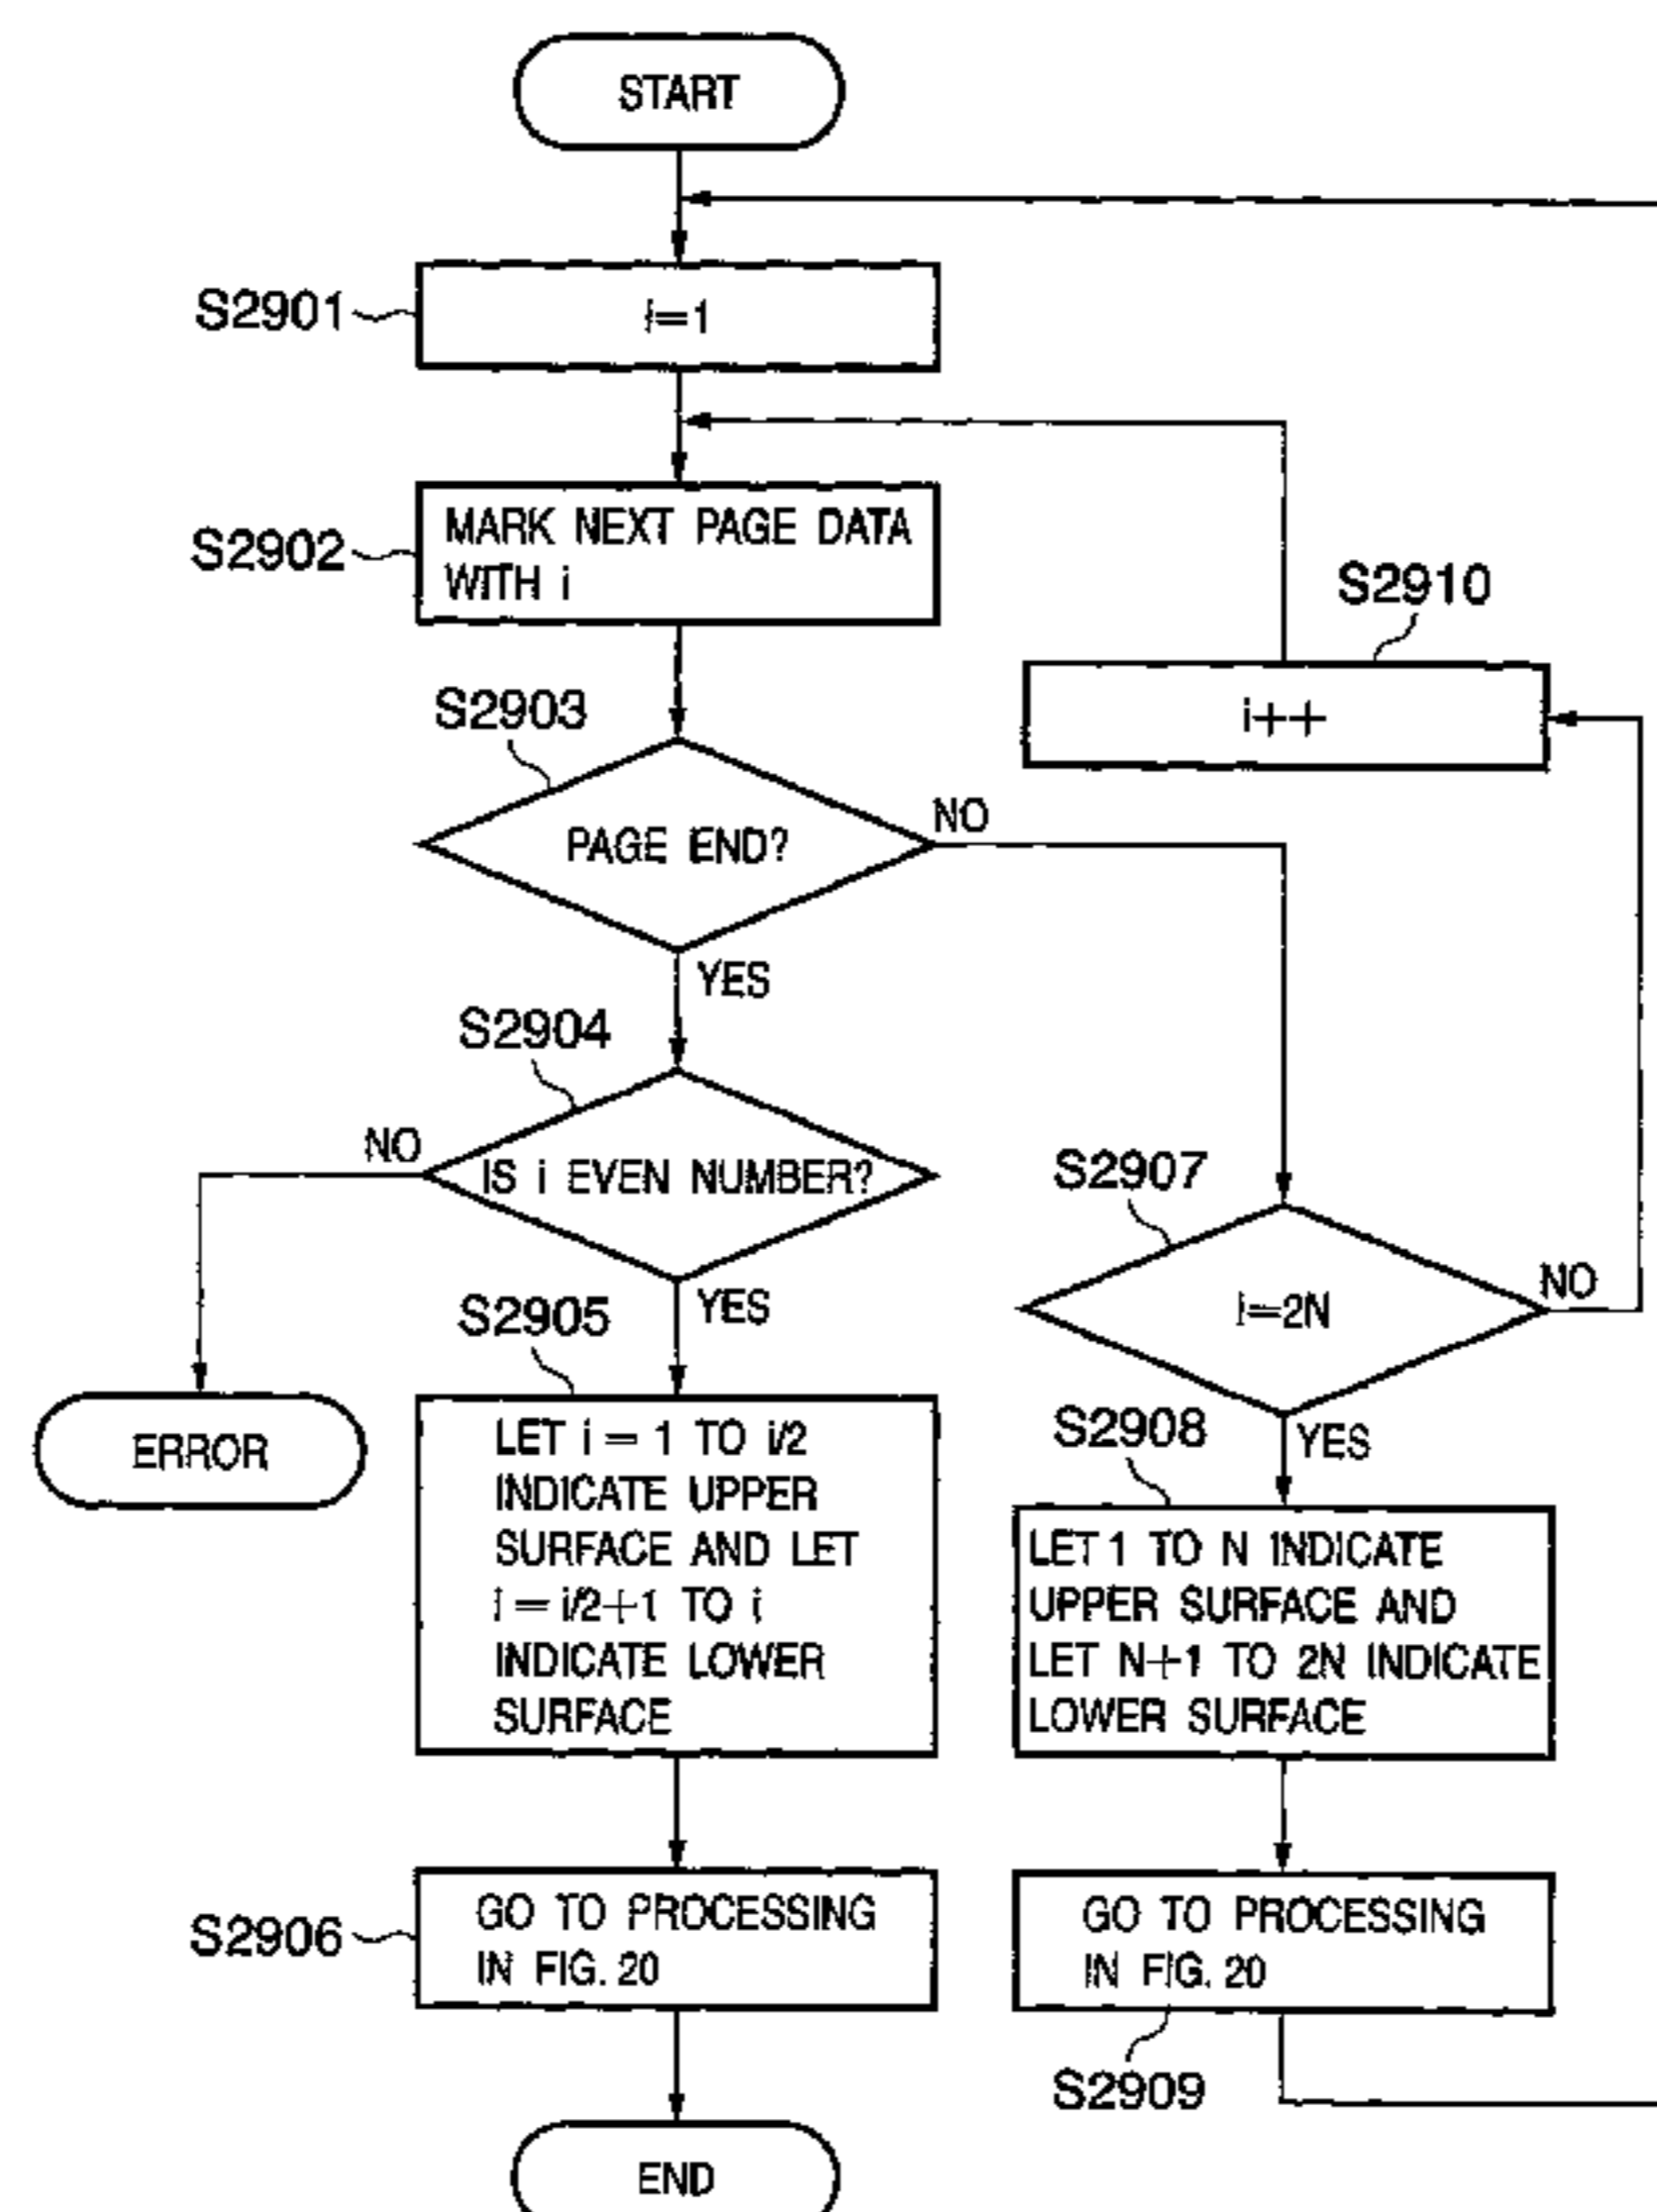 START
S2901
i=1
S2902
MARK NEXT PAGE DATA
WITH i
S2910
i++
S2903
PAGE END?
NO
YES
S2904
NO
IS i EVEN NUMBER?
YES
S2907
i=2N
NO
YES
ERROR
S2905
LET i = 1 TO i/2
INDICATE UPPER
SURFACE AND LET
i = i/2+1 TO i
INDICATE LOWER
SURFACE
S2908
LET 1 TO N INDICATE
UPPER SURFACE AND
LET N+1 TO 2N INDICATE
LOWER SURFACE
S2906
GO TO PROCESSING
IN FIG. 20
GO TO PROCESSING
IN FIG. 20
S2909
END